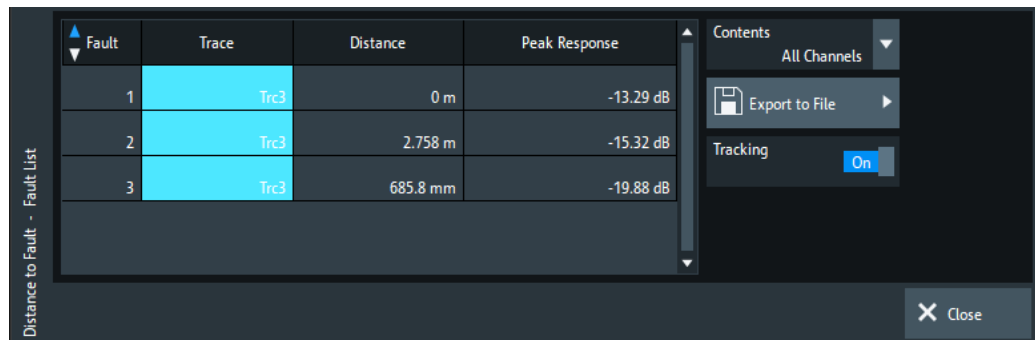 Distance to Fault - Fault List
Fault Trace Distance Peak Response
1 Trc3 0 m -13.29 dB
2 Trc3 2.758 m -15.32 dB
3 Trc3 685.8 mm -19.88 dB
Contents
All Channels
Export to File
Tracking
On
Close